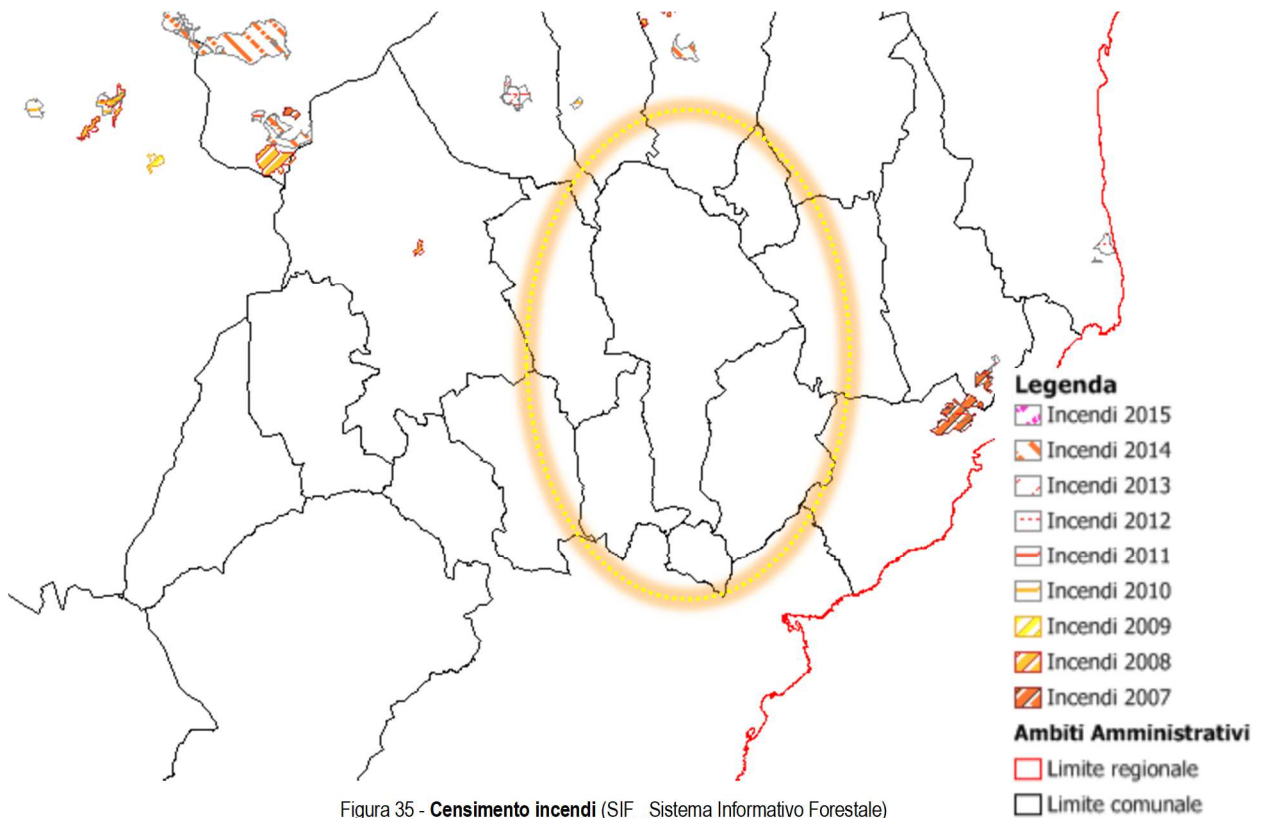 Legenda
Incendi 2015
Incendi 2014
Incendi 2013
Incendi 2012
Incendi 2011
Incendi 2010
Incendi 2009
Incendi 2008
Incendi 2007
Ambiti Amministrativi
Limite regionale
Limite comunale
Figura 35 - Censimento incendi (SIF_ Sistema Informativo Forestale)